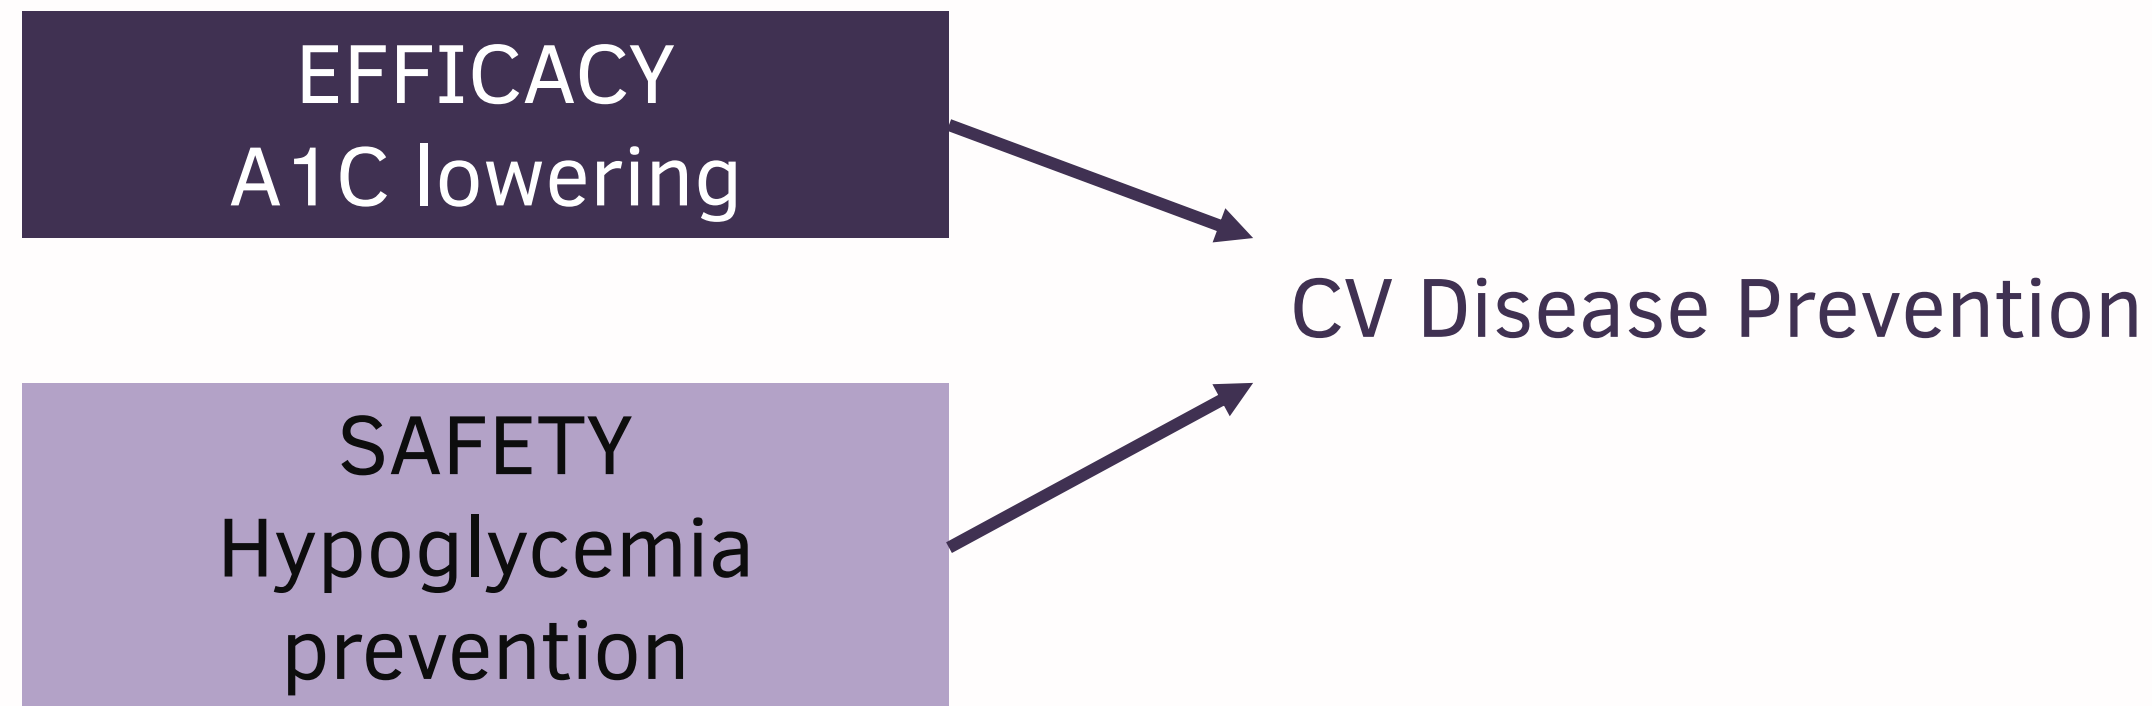 EFFICACY
A1C lowering
CV Disease Prevention
SAFETY
Hypoglycemia
prevention